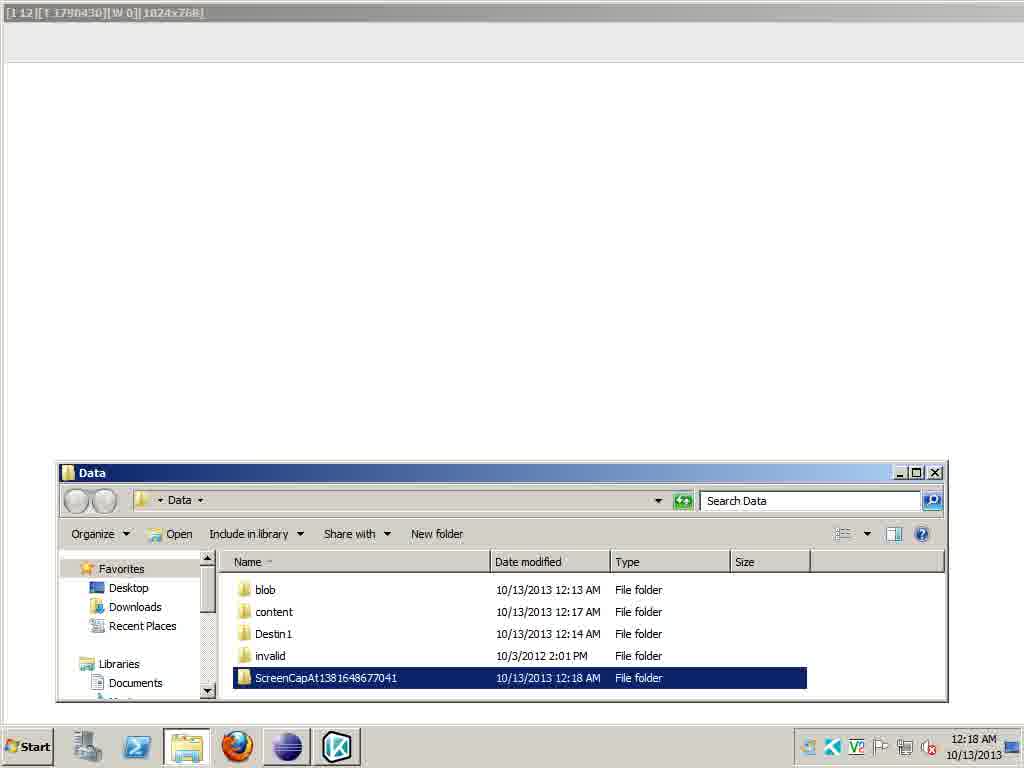 [I 12][T 1790430][W 0][1024x768]
Data
Data
Search Data
Organize Open Include in library Share with New folder
Favorites
Desktop
Downloads
Recent Places
Libraries
Documents
Name Date modified Type Size
blob 10/13/2013 12:13 AM File folder
content 10/13/2013 12:17 AM File folder
Destin1 10/13/2013 12:14 AM File folder
invalid 10/3/2012 2:01 PM File folder
ScreenCapAt1381648677041 10/13/2013 12:18 AM File folder
Start
12:18 AM
10/13/2013